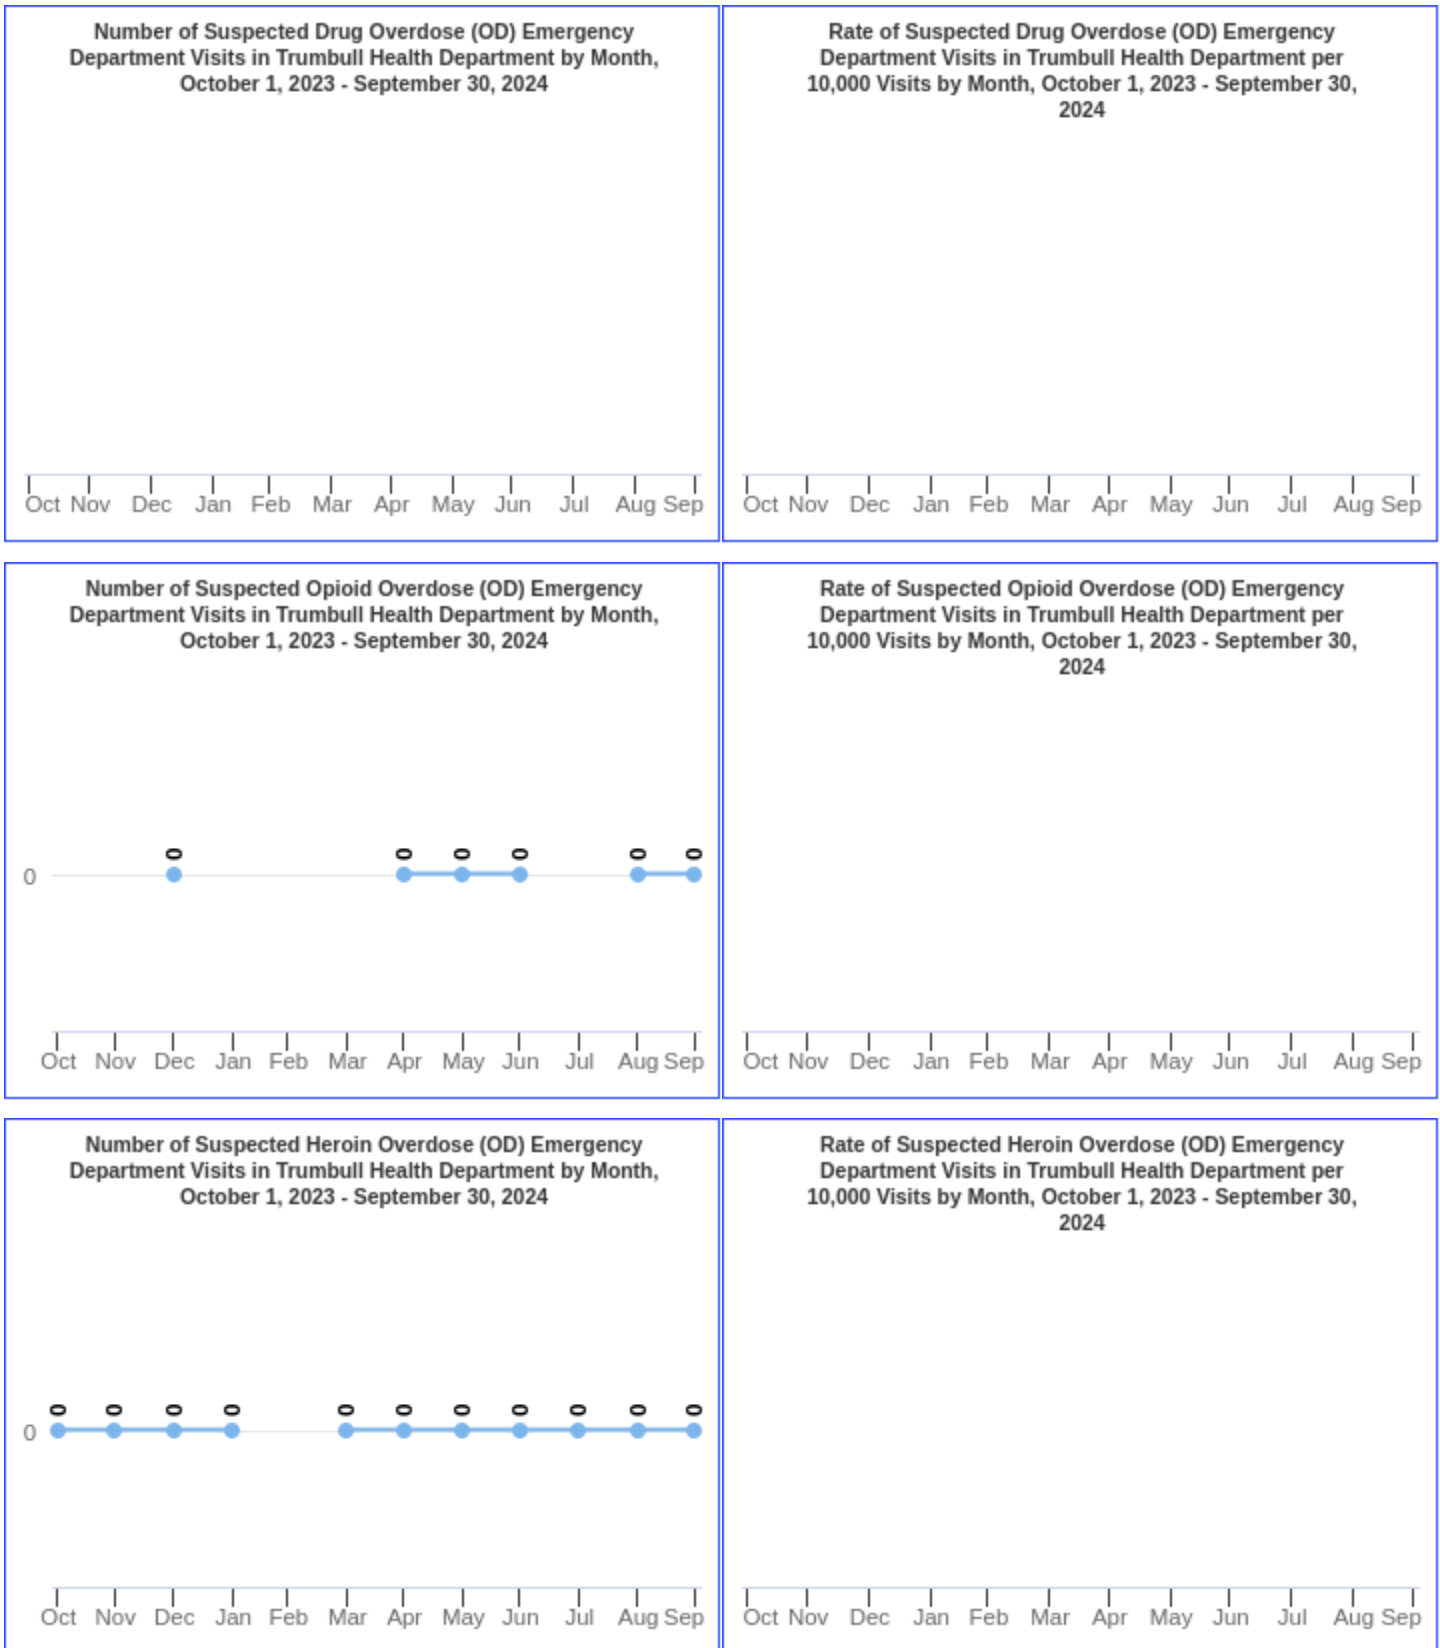 Number of Suspected Drug Overdose (OD) Emergency
Department Visits in Trumbull Health Department by Month,
October 1, 2023 - September 30, 2024
Oct Nov Dec Jan Feb Mar Apr May Jun Jul Aug Sep
Rate of Suspected Drug Overdose (OD) Emergency
Department Visits in Trumbull Health Department per
10,000 Visits by Month, October 1, 2023 - September 30,
2024
Oct Nov Dec Jan Feb Mar Apr May Jun Jul Aug Sep
Number of Suspected Opioid Overdose (OD) Emergency
Department Visits in Trumbull Health Department by Month,
October 1, 2023 - September 30, 2024
0 0 0 0 0 0
0
Oct Nov Dec Jan Feb Mar Apr May Jun Jul Aug Sep
Rate of Suspected Opioid Overdose (OD) Emergency
Department Visits in Trumbull Health Department per
10,000 Visits by Month, October 1, 2023 - September 30,
2024
Oct Nov Dec Jan Feb Mar Apr May Jun Jul Aug Sep
Number of Suspected Heroin Overdose (OD) Emergency
Department Visits in Trumbull Health Department by Month,
October 1, 2023 - September 30, 2024
0 0 0 0 0 0 0 0 0 0 0
0
Oct Nov Dec Jan Feb Mar Apr May Jun Jul Aug Sep
Rate of Suspected Heroin Overdose (OD) Emergency
Department Visits in Trumbull Health Department per
10,000 Visits by Month, October 1, 2023 - September 30,
2024
Oct Nov Dec Jan Feb Mar Apr May Jun Jul Aug Sep